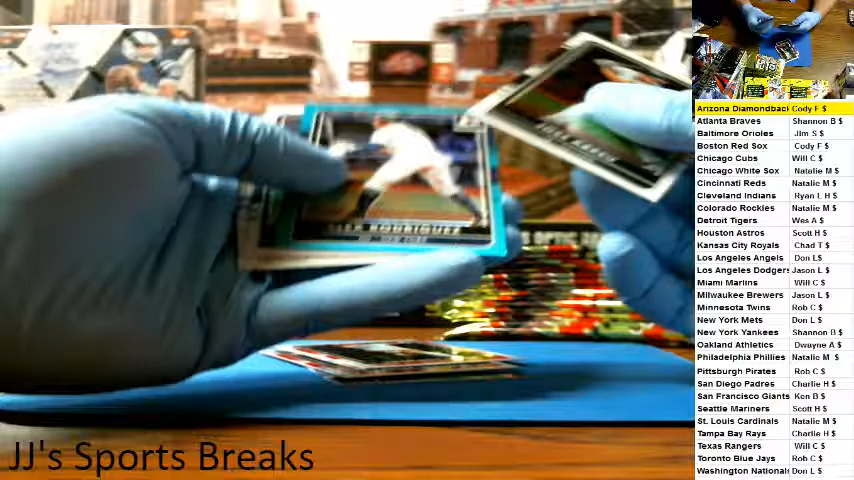 ALEX RODRIGUEZ
JJ's Sports Breaks
Arizona Diamondback Cody F $
Atlanta Braves Shannon B $
Baltimore Orioles Jim S $
Boston Red Sox Cody F $
Chicago Cubs Will C $
Chicago White Sox Natalie M $
Cincinnati Reds Natalie M $
Cleveland Indians Ryan L H $
Colorado Rockies Natalie M $
Detroit Tigers Wes A $
Houston Astros Scott H $
Kansas City Royals Chad T $
Los Angeles Angels Don L $
Los Angeles Dodgers Jason L $
Miami Marlins Will C $
Milwaukee Brewers Jason L $
Minnesota Twins Rob C $
New York Mets Don L $
New York Yankees Shannon B $
Oakland Athletics Dwayne A $
Philadelphia Phillies Natalie M $
Pittsburgh Pirates Rob C $
San Diego Padres Charlie H $
San Francisco Giants Ken B $
Seattle Mariners Scott H $
St. Louis Cardinals Natalie M $
Tampa Bay Rays Charlie H $
Texas Rangers Will C $
Toronto Blue Jays Rob C $
Washington Nationals Don L $